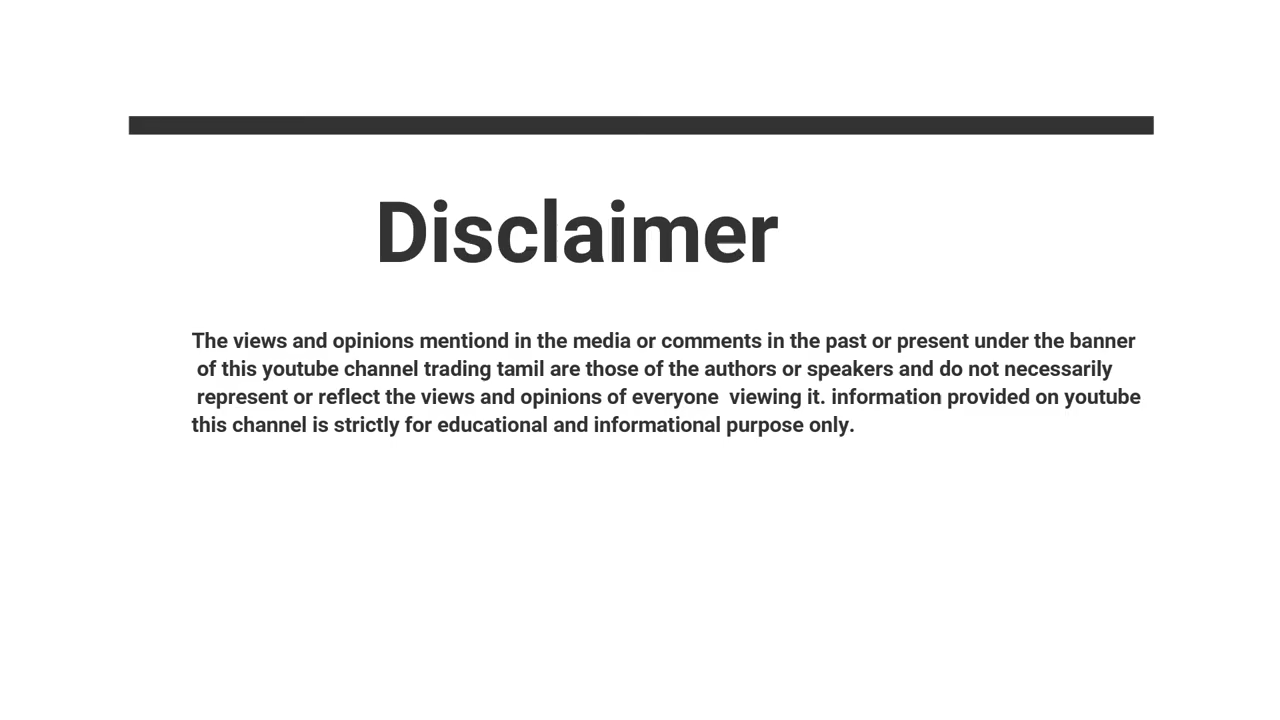 Disclaimer
The views and opinions mentiond in the media or comments in the past or present under the banner
of this youtube channel trading tamil are those of the authors or speakers and do not necessarily
represent or reflect the views and opinions of everyone  viewing it. information provided on youtube
this channel is strictly for educational and informational purpose only.